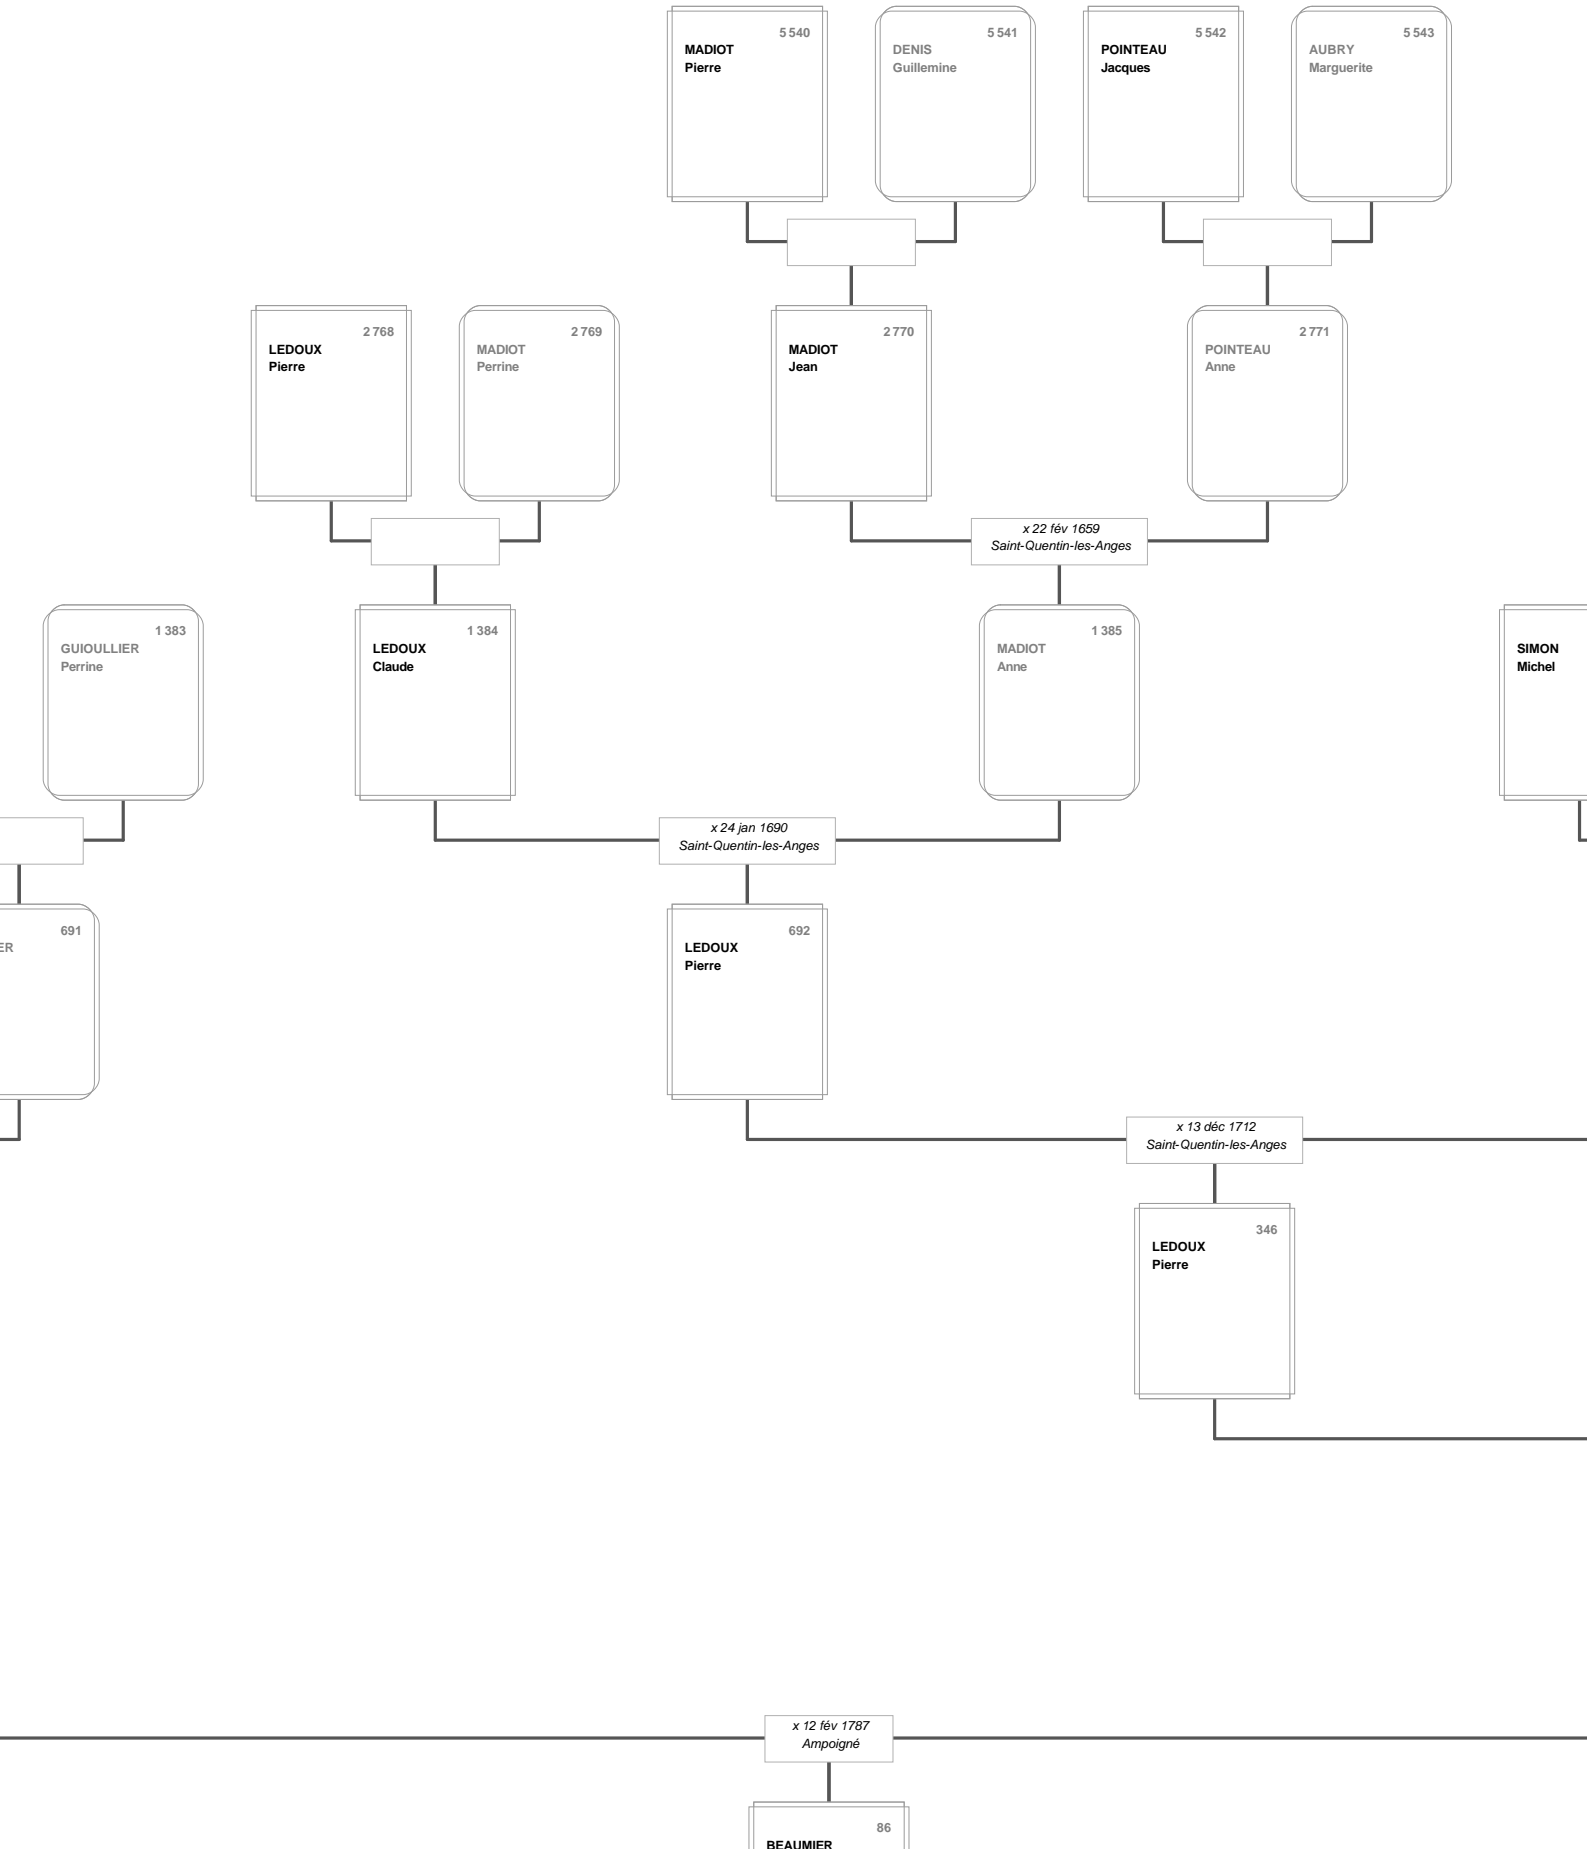 5 540
MADIOT
Pierre
5 541
DENIS
Guillemine
5 542
POINTEAU
Jacques
5 543
AUBRY
Marguerite
2 768
LEDOUX
Pierre
2 769
MADIOT
Perrine
2 770
MADIOT
Jean
2 771
POINTEAU
Anne
x 22 fév 1659
Saint-Quentin-les-Anges
1 383
GUIOULLIER
Perrine
1 384
LEDOUX
Claude
1 385
MADIOT
Anne
SIMON
Michel
x 24 jan 1690
Saint-Quentin-les-Anges
691
ER
692
LEDOUX
Pierre
x 13 déc 1712
Saint-Quentin-les-Anges
346
LEDOUX
Pierre
x 12 fév 1787
Ampoigné
86
BEAUMIER